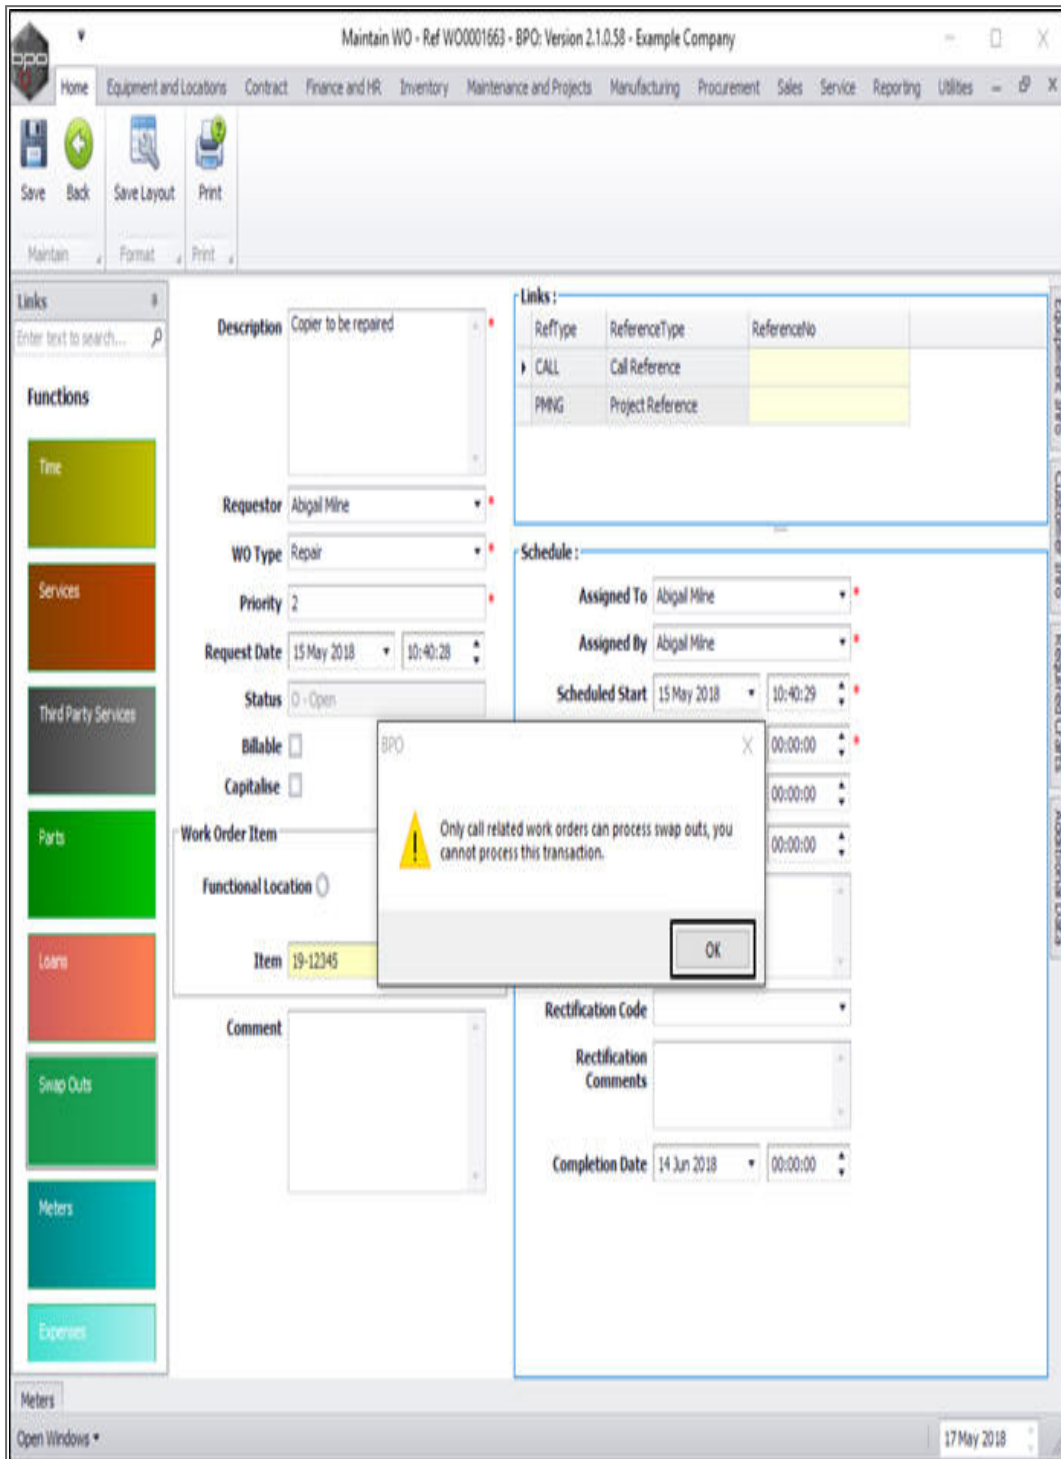 Maintain WO - Ref WO0001663 - BPO: Version 2.1.0.58 - Example Company
bpo
Home Equipment and Locations Contract Finance and HR Inventory Maintenance and Projects Manufacturing Procurement Sales Service Reporting Utilities
Save Back Save Layout Print
Maintain Format Print
Links
Enter text to search...
Functions
Time
Services
Third Party Services
Parts
Loans
Swap Outs
Meters
Expenses
Description Copier to be repaired *
Requestor Abigail Milne *
WO Type Repair *
Priority 2 *
Request Date 15 May 2018 10:40:28
Status O - Open
Billable
Capitalise
Work Order Item
Functional Location
Item 19-12345
Comment
Links :
RefType ReferenceType ReferenceNo
CALL Call Reference
PMNG Project Reference
Schedule :
Assigned To Abigail Milne *
Assigned By Abigail Milne *
Scheduled Start 15 May 2018 10:40:29 *
00:00:00 *
00:00:00
00:00:00
Rectification Code
Rectification
Comments
Completion Date 14 Jun 2018 00:00:00
BPO
Only call related work orders can process swap outs, you
cannot process this transaction.
OK
Meters
Open Windows
17 May 2018